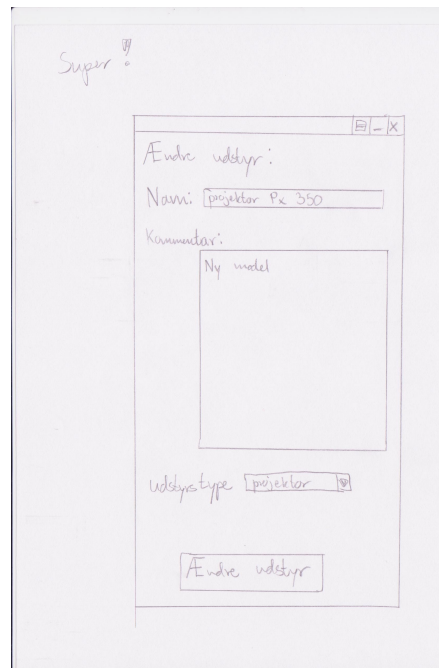 Super!
Ændre udstyr:
Navn: projektor Px 350
Kommentar:
Ny model
udstyrstype projektor
Ændre udstyr